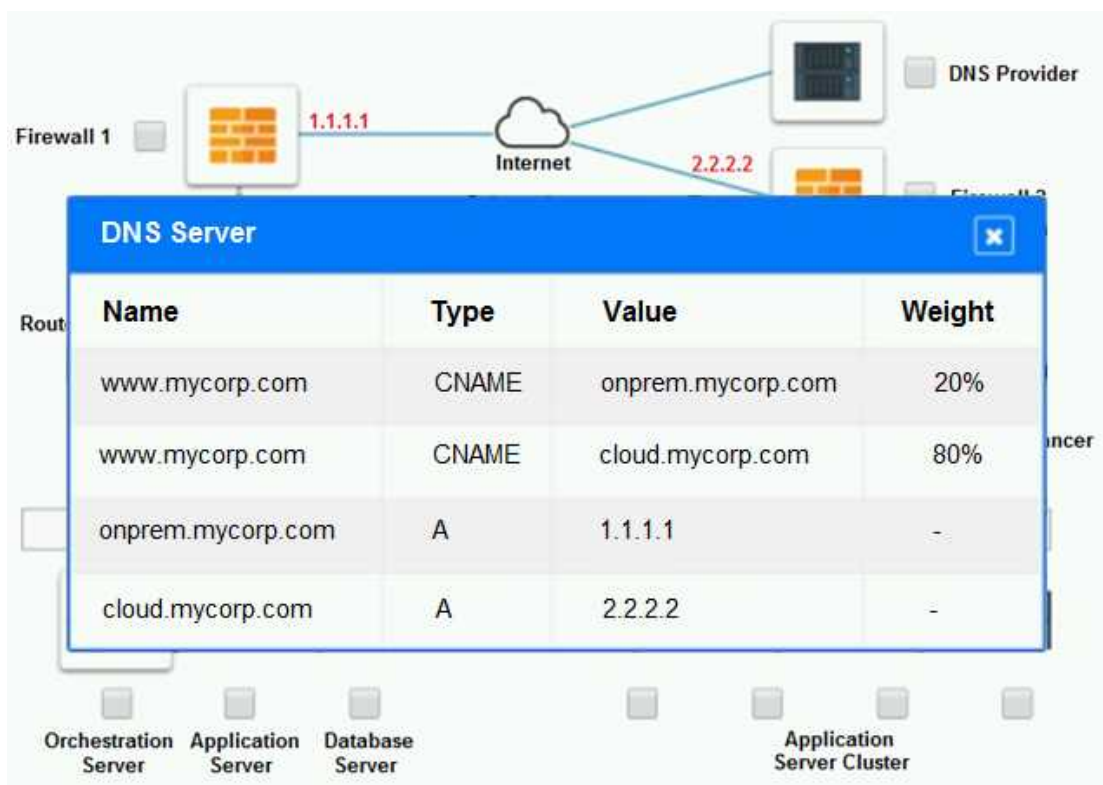 DNS Provider
Firewall 1
1.1.1.1
Internet
2.2.2.2
DNS Server
Name Type Value Weight
www.mycorp.com CNAME onprem.mycorp.com 20%
www.mycorp.com CNAME cloud.mycorp.com 80%
onprem.mycorp.com A 1.1.1.1 -
cloud.mycorp.com A 2.2.2.2 -
Orchestration
Server
Application
Server
Database
Server
Application
Server Cluster